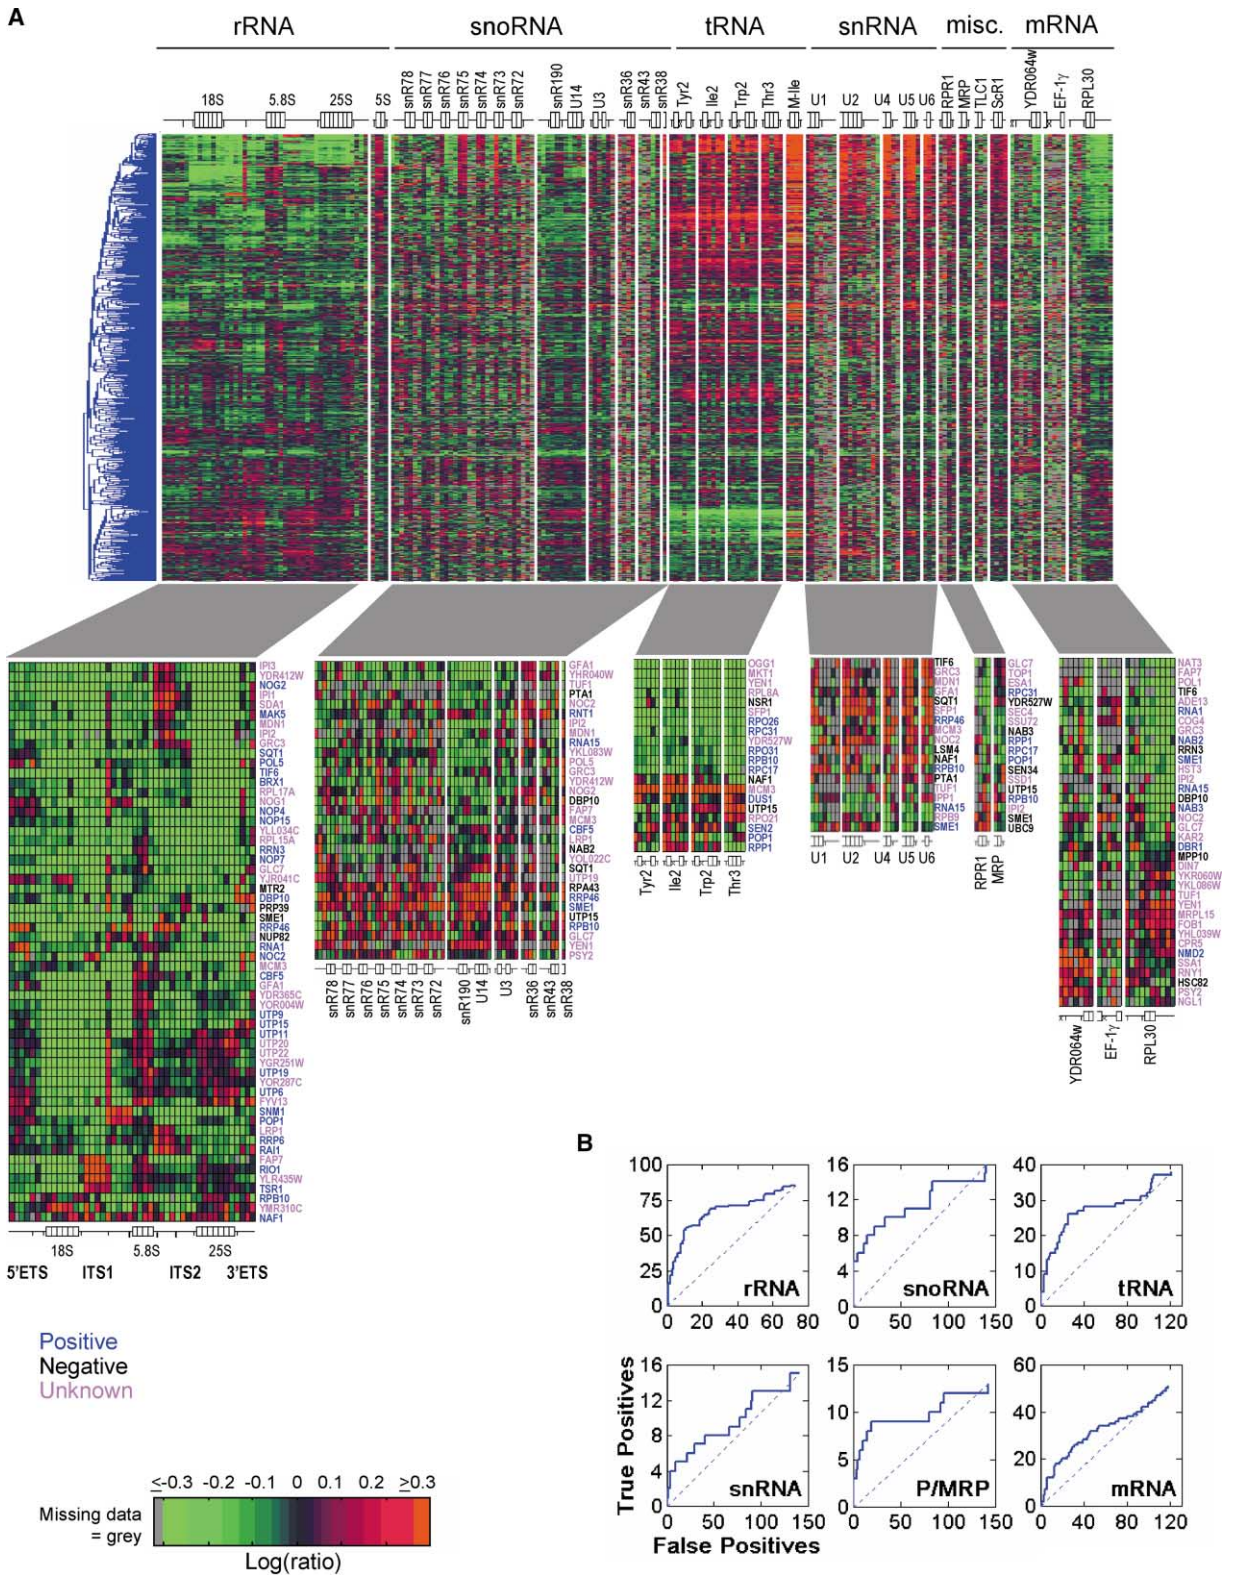 A
rRNA snoRNA tRNA snRNA misc. mRNA
18S 5.8S 25S 5S snR78 snR77 snR76 snR75 snR74 snR73 snR72 snR190 U14 U3 snR36 snR43 snR38 Tyr2 Ile2 Trp2 Thr3 M-Ile U1 U2 U4 U5 U6 RPR1 MRP TLC1 ScR1 YDR064w EF-1γ RPL30
IPI3
YDR412W
NOG2
IPI1
SDA1
MAK5
MDN1
IPI2
GRC3
SQT1
POL5
TIF6
BRX1
RPL17A
NOG1
NOP4
NOP15
YLL034C
RPL15A
RRN3
NOP7
GLC7
YJR041C
MTR2
DBP10
PRP39
SME1
RRP46
NUP82
RNA1
NOC2
MCM3
CBF5
GFA1
YDR365C
YOR004W
UTP9
UTP15
UTP11
UTP20
UTP22
YGR251W
UTP19
YOR287C
UTP6
FYV13
SNM1
POP1
LRP1
RRP6
RAI1
FAP7
RIO1
YLR435W
TSR1
RPB10
YMR310C
NAF1
18S 5.8S 25S
5'ETS ITS1 ITS2 3'ETS
GFA1
YHR040W
TUF1
PTA1
NOC2
RNT1
IPI2
MDN1
RNA15
YKL083W
POL5
GRC3
YDR412W
NOG2
DBP10
FAP7
MCM3
CBF5
LRP1
NAB2
YOL022C
SQT1
UTP19
RPA43
RRP46
SME1
UTP15
RPB10
GLC7
YEN1
PSY2
snR78 snR77 snR76 snR75 snR74 snR73 snR72 snR190 U14 U3 snR36 snR43 snR38
OGG1
MKT1
YEN1
RPL8A
NSR1
SFP1
RPO26
RPC31
YDR527W
RPO31
RPB10
RPC17
NAF1
MCM3
DUS1
UTP15
RPO21
SEN2
POP1
RPP1
Tyr2 Ile2 Trp2 Thr3
TIF6
GRC3
MDN1
GFA1
SQT1
SFP1
RRP46
MCM3
NOC2
LSM4
NAF1
RPB10
PTA1
TUF1
IPP1
RNA15
RPB9
SME1
U1 U2 U4 U5 U6
GLC7
TOP1
ESA1
RPC31
YDR527W
SEC4
SSU72
NAB3
RPP1
RPC17
POP1
SEN34
SSD1
UTP15
RPB10
IPI2
SME1
UBC9
RPR1 MRP
NAT3
FAP7
POL1
TIF6
ADE13
RNA1
COG4
GRC3
NAB2
RRN3
SME1
HST3
IPI2
RNA15
DBP10
NAB3
NOC2
GLC7
KAR2
DBR1
MPP10
DIN7
YKR060W
YKL086W
TUF1
YEN1
MRPL15
FOB1
YHL039W
CPR5
NMD2
SSA1
RNY1
HSC82
PSY2
NGL1
YDR064w EF-1γ RPL30
Positive
Negative
Unknown
≤-0.3 -0.2 -0.1 0 0.1 0.2 ≥0.3
Missing data
= grey
Log(ratio)
B
100 75 50 25 0
0 20 40 60 80
rRNA
16 12 8 4 0
0 50 100 150
snoRNA
40 30 20 10 0
0 40 80 120
tRNA
16 12 8 4 0
0 50 100 150
snRNA
15 10 5 0
0 50 100 150
P/MRP
60 40 20 0
0 40 80 120
mRNA
True Positives
False Positives